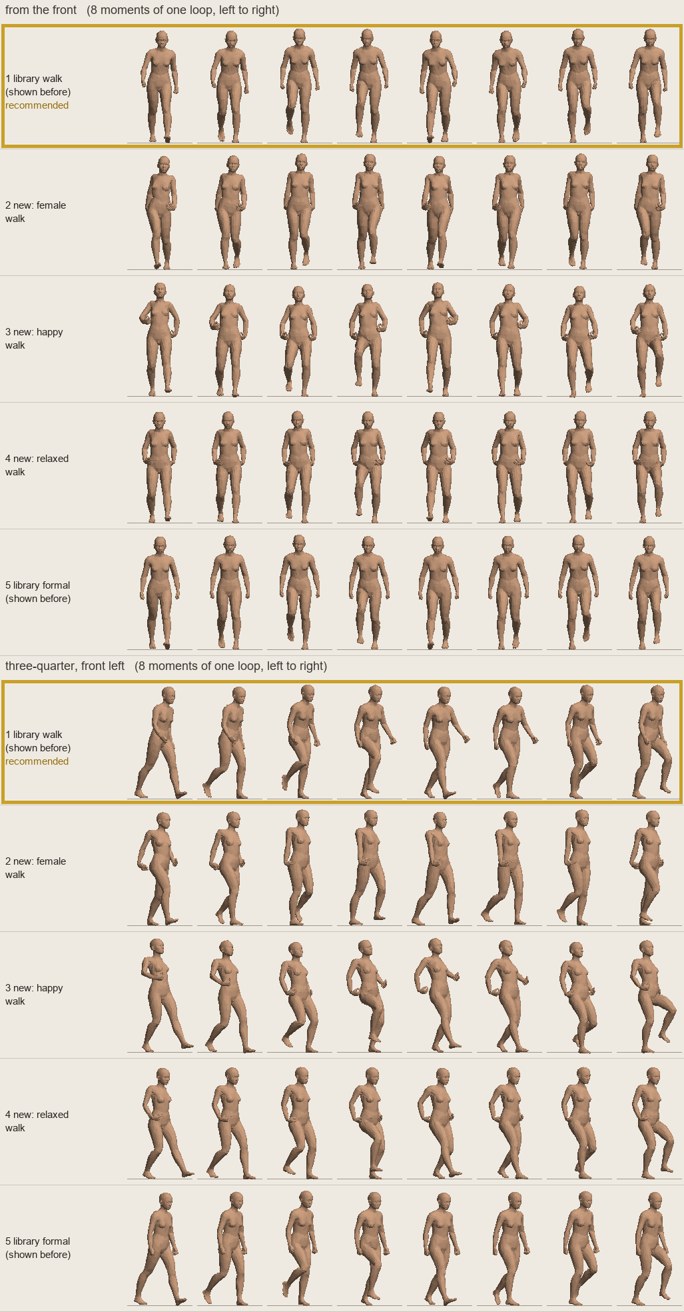 from the front (8 moments of one loop, left to right)
1 library walk
(shown before)
recommended
2 new: female
walk
3 new: happy
walk
4 new: relaxed
walk
5 library formal
(shown before)
three-quarter, front left (8 moments of one loop, left to right)
1 library walk
(shown before)
recommended
2 new: female
walk
3 new: happy
walk
4 new: relaxed
walk
5 library formal
(shown before)